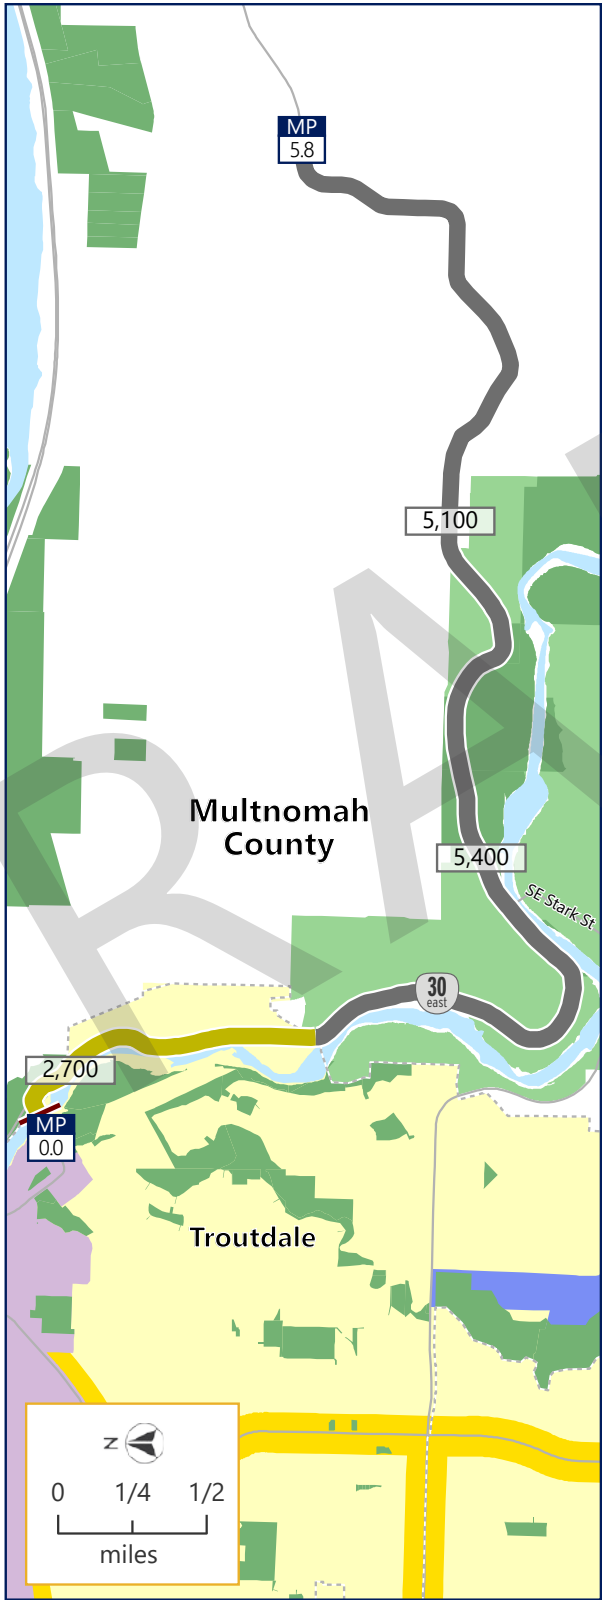 MP
5.8
5,100
Multnomah
County
5,400
SE Stark St
30
east
2,700
MP
0.0
Troutdale
N
0 1/4 1/2
miles
RA